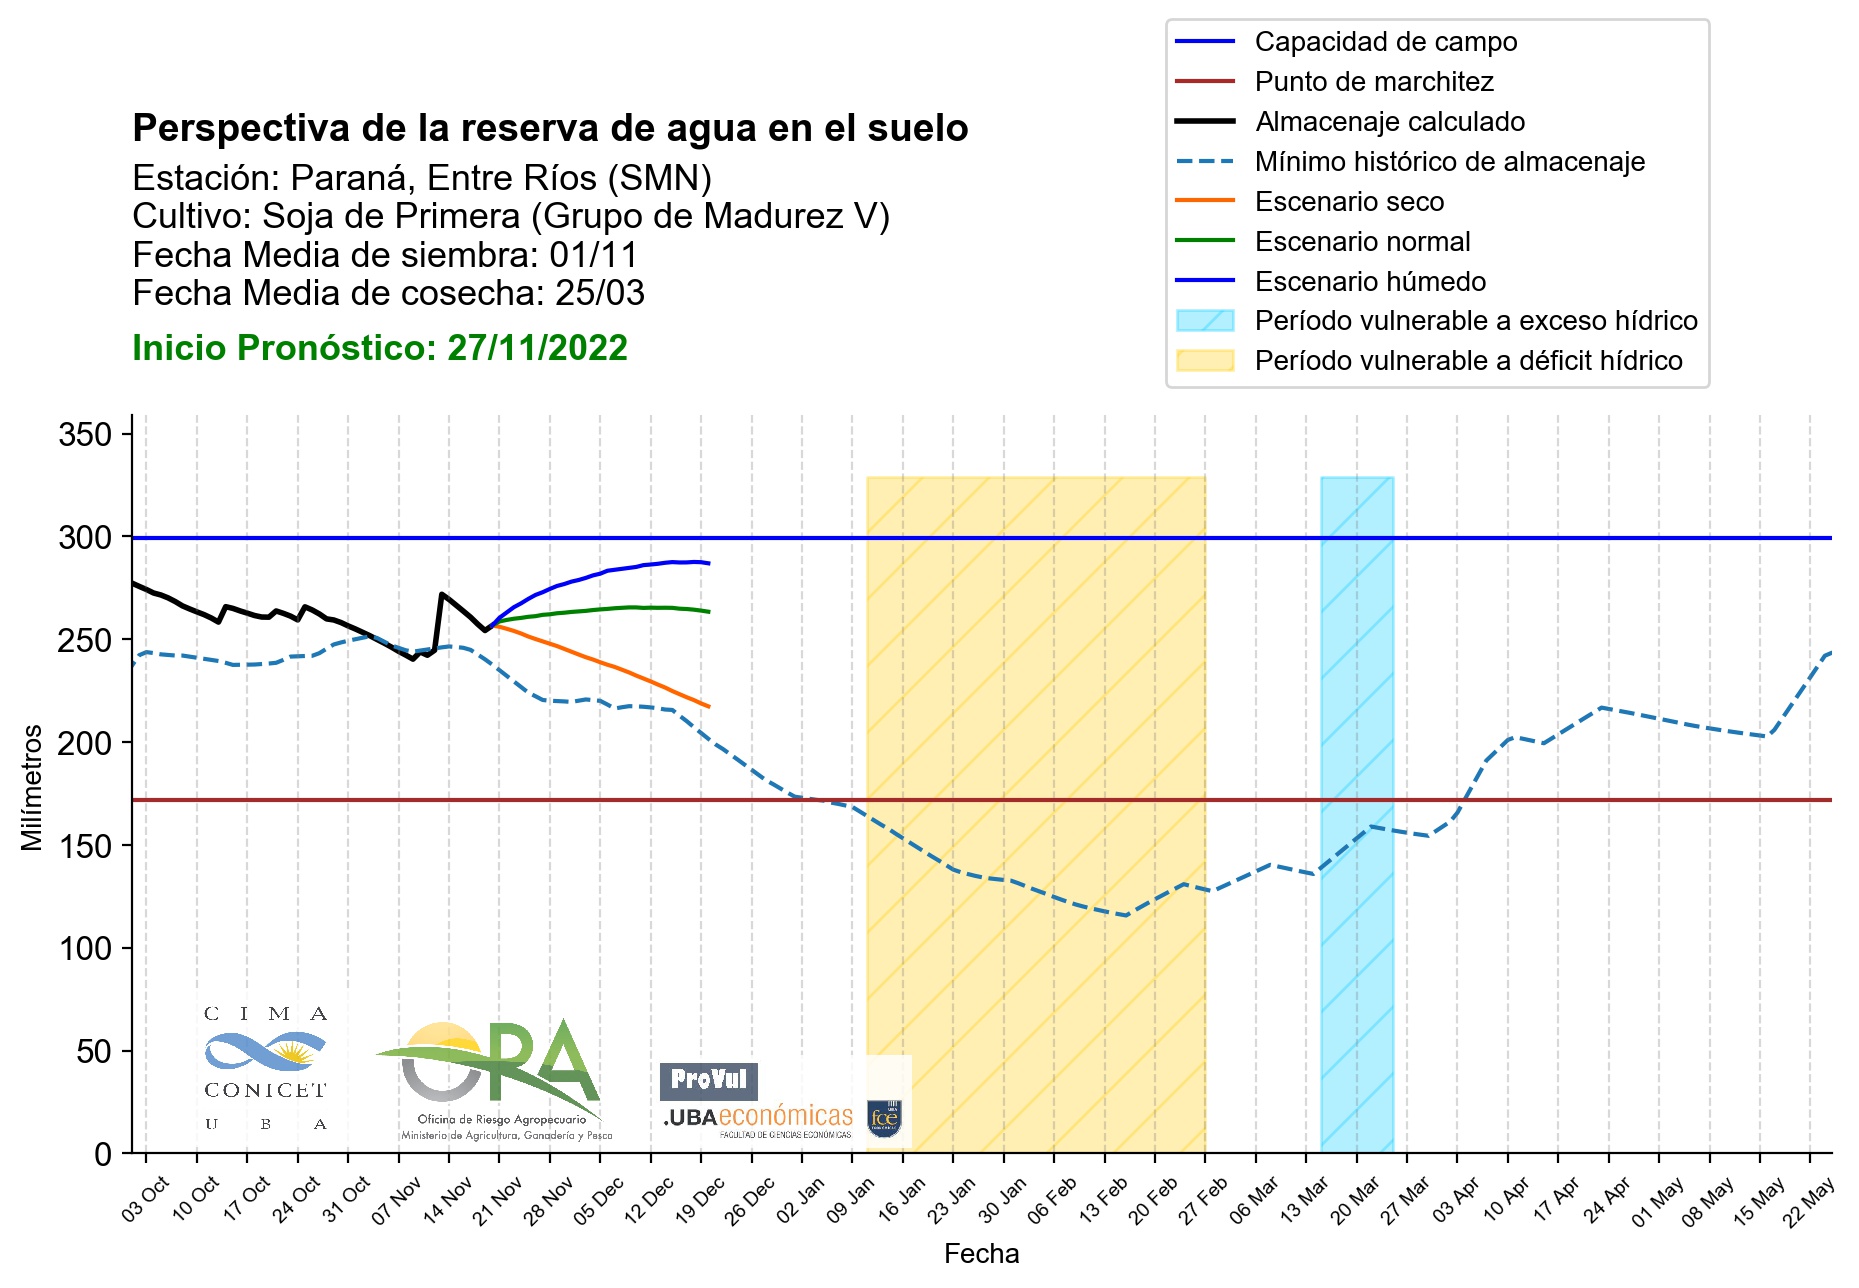 Capacidad de campo
Punto de marchitez
Almacenaje calculado
Mínimo histórico de almacenaje
Escenario seco
Escenario normal
Escenario húmedo
Período vulnerable a exceso hídrico
Período vulnerable a déficit hídrico
Perspectiva de la reserva de agua en el suelo
Estación: Paraná, Entre Ríos (SMN)
Cultivo: Soja de Primera (Grupo de Madurez V)
Fecha Media de siembra: 01/11
Fecha Media de cosecha: 25/03
Inicio Pronóstico: 27/11/2022
350
300
250
200
150
100
50
0
Milímetros
CIMA
CONICET
UBA
ORA
Oficina de Riesgo Agropecuario
Ministerio de Agricultura, Ganadería y Pesca
ProVul
.UBAeconómicas
FACULTAD DE CIENCIAS ECONÓMICAS
UBA
fce
ECONÓMICAS
03 Oct
10 Oct
17 Oct
24 Oct
31 Oct
07 Nov
14 Nov
21 Nov
28 Nov
05 Dec
12 Dec
19 Dec
26 Dec
02 Jan
09 Jan
16 Jan
23 Jan
30 Jan
06 Feb
13 Feb
20 Feb
27 Feb
06 Mar
13 Mar
20 Mar
27 Mar
03 Apr
10 Apr
17 Apr
24 Apr
01 May
08 May
15 May
22 May
Fecha